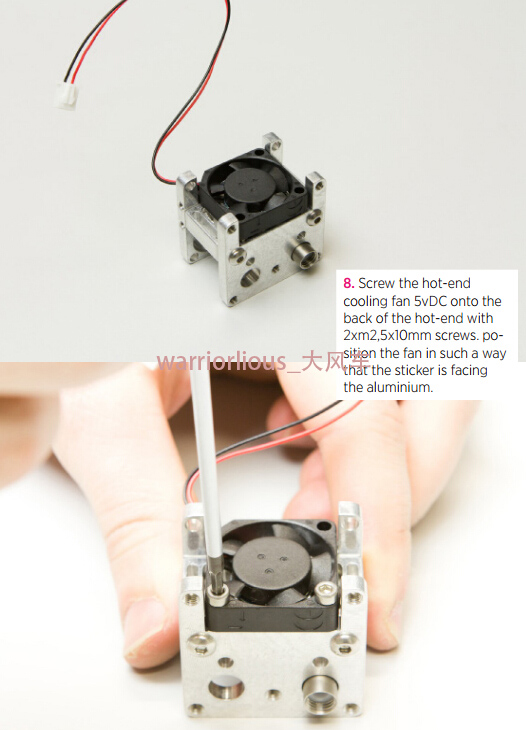 8. Screw the hot-end
cooling fan 5vDC onto the
back of the hot-end with
2xm2,5x10mm screws. po-
sition the fan in such a way
that the sticker is facing
the aluminium.
warriorlious_大风车